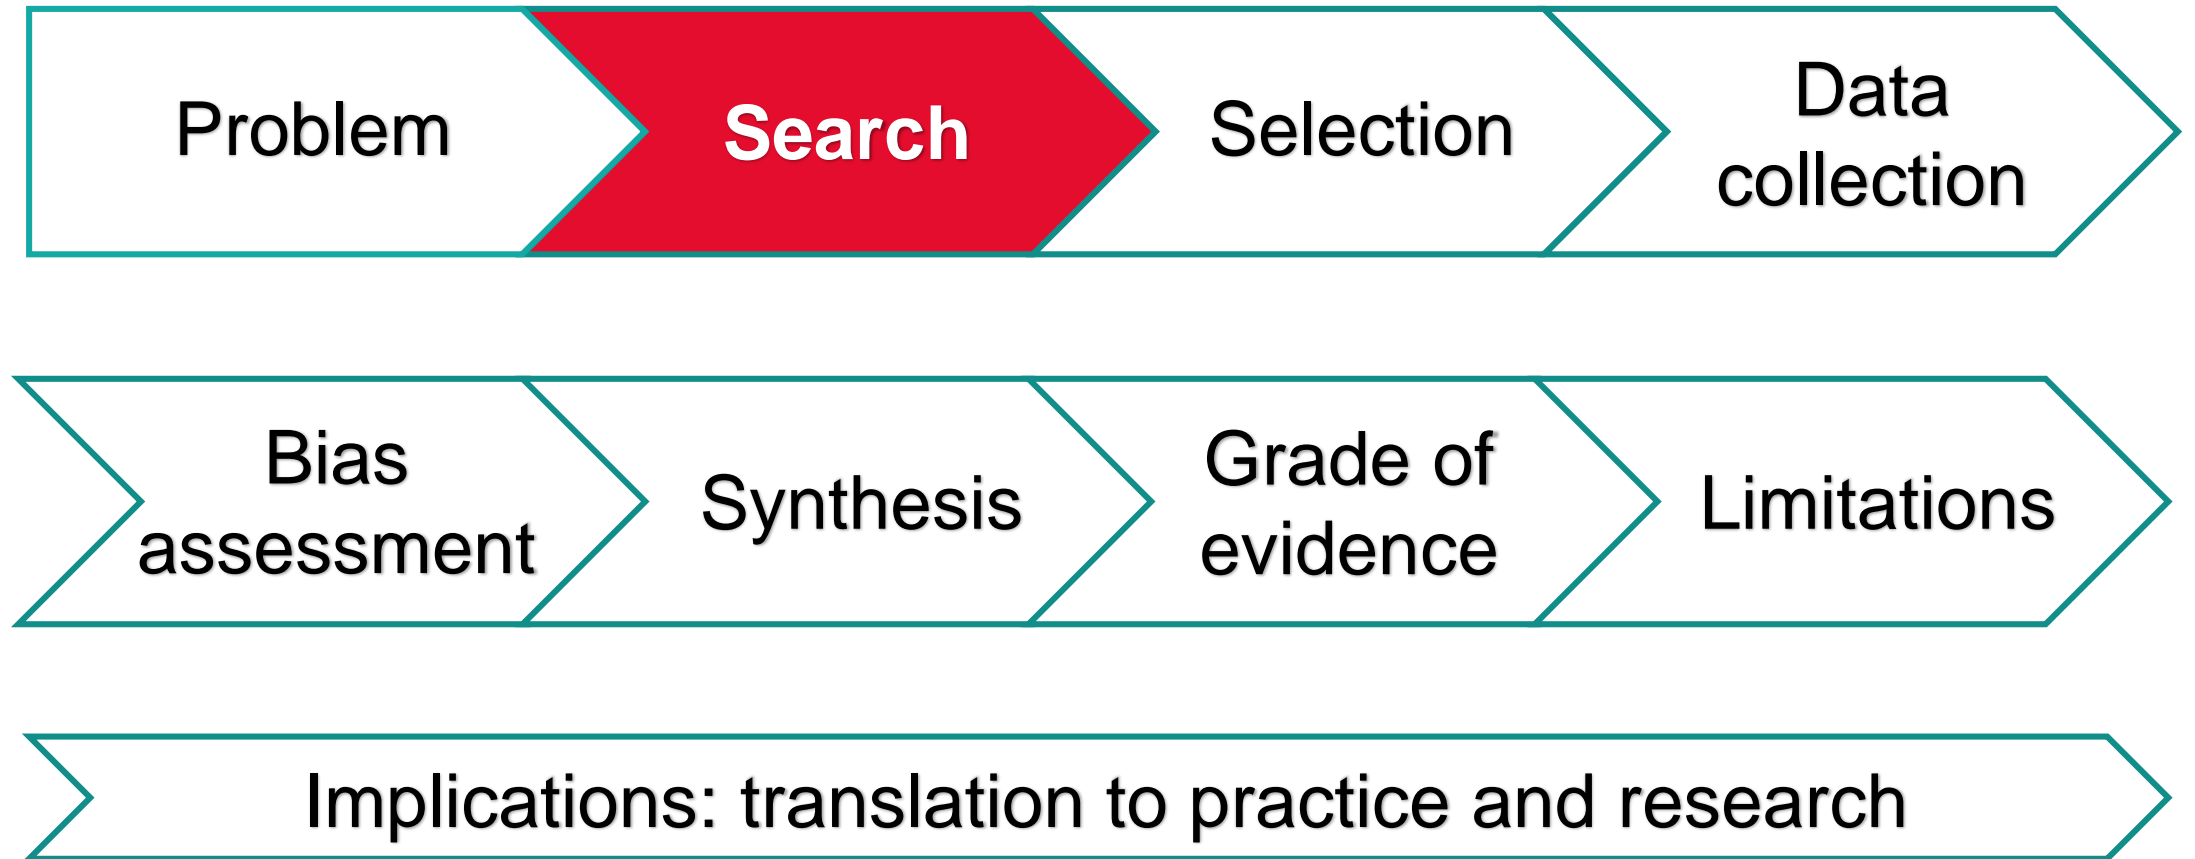 Problem
Search
Selection
Data
collection
Bias
assessment
Synthesis
Grade of
evidence
Limitations
Implications: translation to practice and research